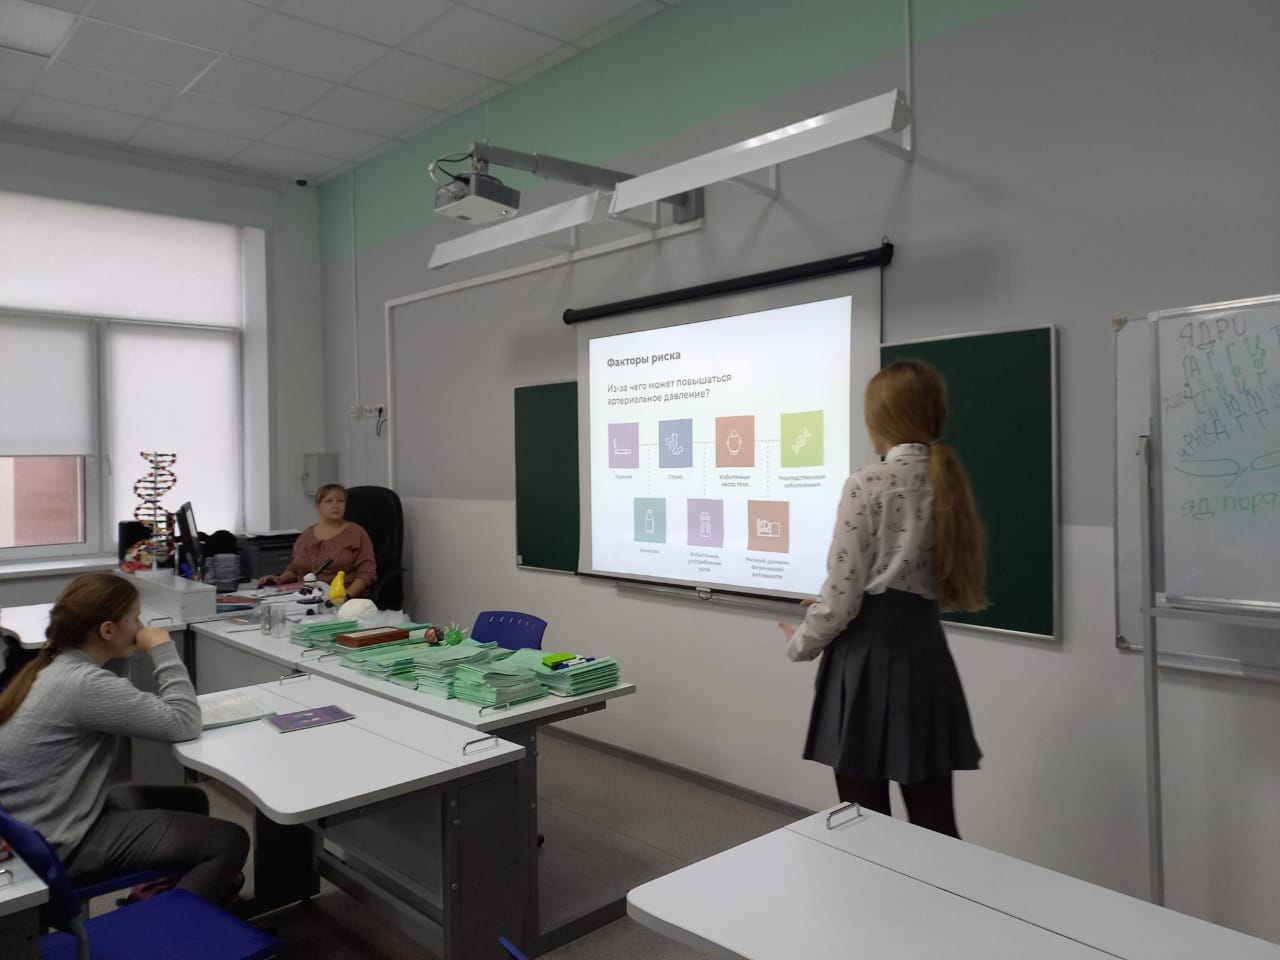 Факторы риска
Из-за чего может повышаться
артериальное давление?
Курение
Стресс
Избыточная
масса тела
Наследственные
заболевания
Алкоголь
Избыточное
употребление
соли
Низкий уровень
физической
активности
ЯДРО